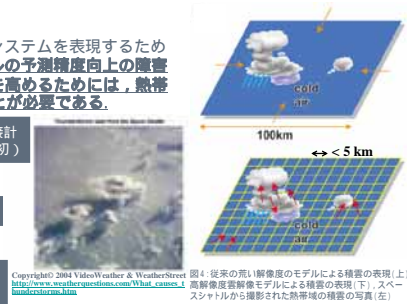 ステムを表現するため
の予測精度向上の障害
を高めるためには，熱帯
とが必要である．
接計
初）
cold
air
100km
< 5 km
cold
air
Copyright© 2004 VideoWeather & WeatherStreet
http://www.weatherquestions.com/What_causes_t
hunderstorms.htm
図4:従来の荒い解像度のモデルによる積雲の表現(上)
高解像度雲解像モデルによる積雲の表現(下)，スペー
スシャトルから撮影された熱帯域の積雲の写真(左)